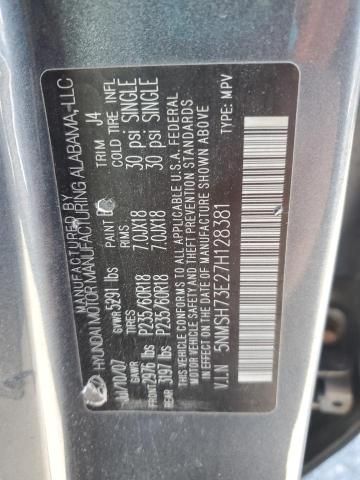 MANUFACTURED BY
HYUNDAI MOTOR MANUFACTURING ALABAMA, LLC
/10/07 GVWR 5291 lbs PAINT TRIM J4
GAWR TIRES RIMS COLD TIRE INFL
FRONT 2976 lbs P235/60R18 7.0JX18 30 PSI SINGLE
REAR 3197 lbs P235/60R18 7.0JX18 30 PSI SINGLE
THIS VEHICLE CONFORMS TO ALL APPLICABLE U.S.A. FEDERAL
MOTOR VEHICLE SAFETY AND THEFT PREVENTION STANDARDS
IN EFFECT ON THE DATE OF MANUFACTURE SHOWN ABOVE.
V.I.N 5NMSH73E27H128381 TYPE: MPV